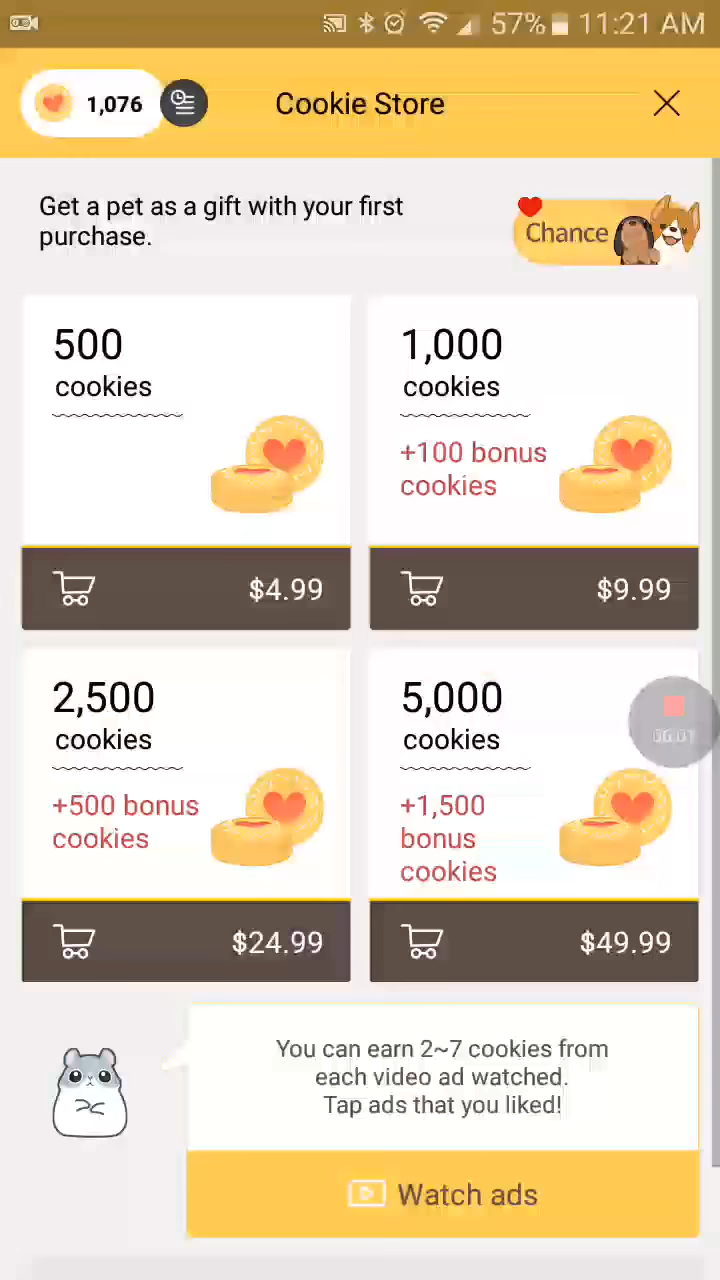 57% 11:21 AM
1,076
Cookie Store
Get a pet as a gift with your first
purchase.
Chance
500
cookies
$4.99
1,000
cookies
+100 bonus
cookies
$9.99
2,500
cookies
+500 bonus
cookies
$24.99
5,000
cookies
+1,500
bonus
cookies
$49.99
You can earn 2~7 cookies from
each video ad watched.
Tap ads that you liked!
Watch ads